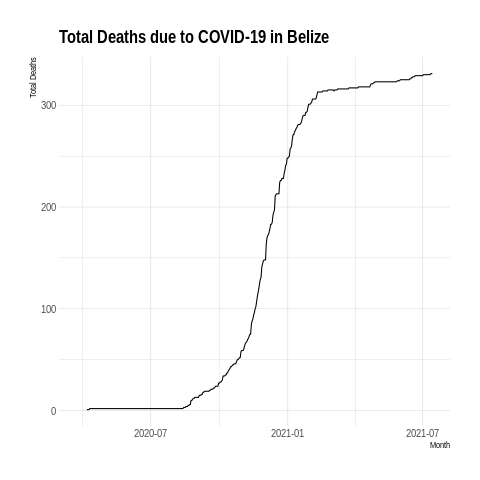 Total Deaths due to COVID-19 in Belize
Total Deaths
300
200
100
0
2020-07
2021-01
2021-07
Month